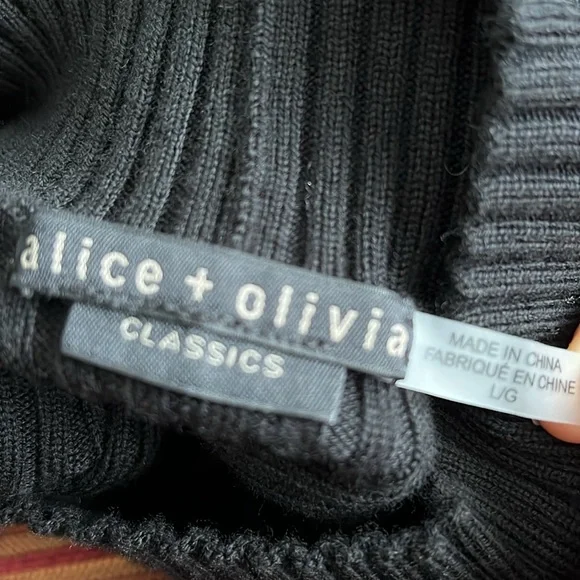 alice + olivia
CLASSICS
MADE IN CHINA
FABRIQUÉ EN CHINE
L/G